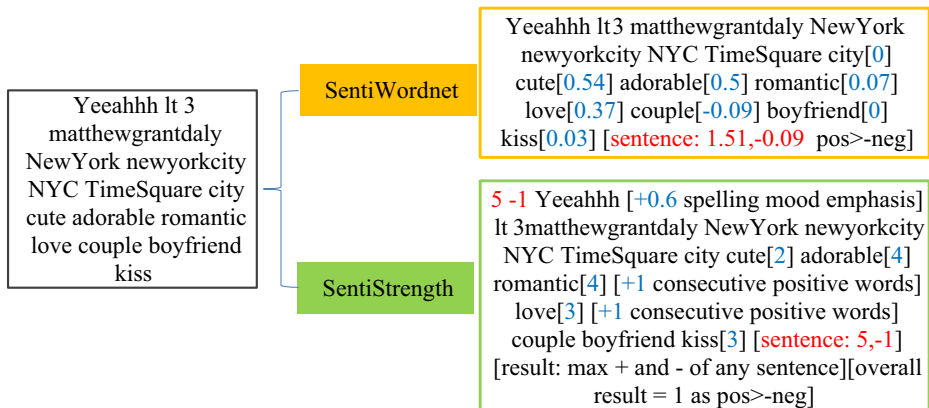 Yeeahhh lt 3
matthewgrantdaly
NewYork newyorkcity
NYC TimeSquare city
cute adorable romantic
love couple boyfriend
kiss
SentiWordnet
Yeeahhh lt3 matthewgrantdaly NewYork
newyorkcity NYC TimeSquare city[0]
cute[0.54] adorable[0.5] romantic[0.07]
love[0.37] couple[-0.09] boyfriend[0]
kiss[0.03] [sentence: 1.51,-0.09 pos>-neg]
SentiStrength
5 -1 Yeeahhh [+0.6 spelling mood emphasis]
lt 3matthewgrantdaly NewYork newyorkcity
NYC TimeSquare city cute[2] adorable[4]
romantic[4] [+1 consecutive positive words]
love[3] [+1 consecutive positive words]
couple boyfriend kiss[3] [sentence: 5,-1]
[result: max + and - of any sentence][overall
result = 1 as pos>-neg]